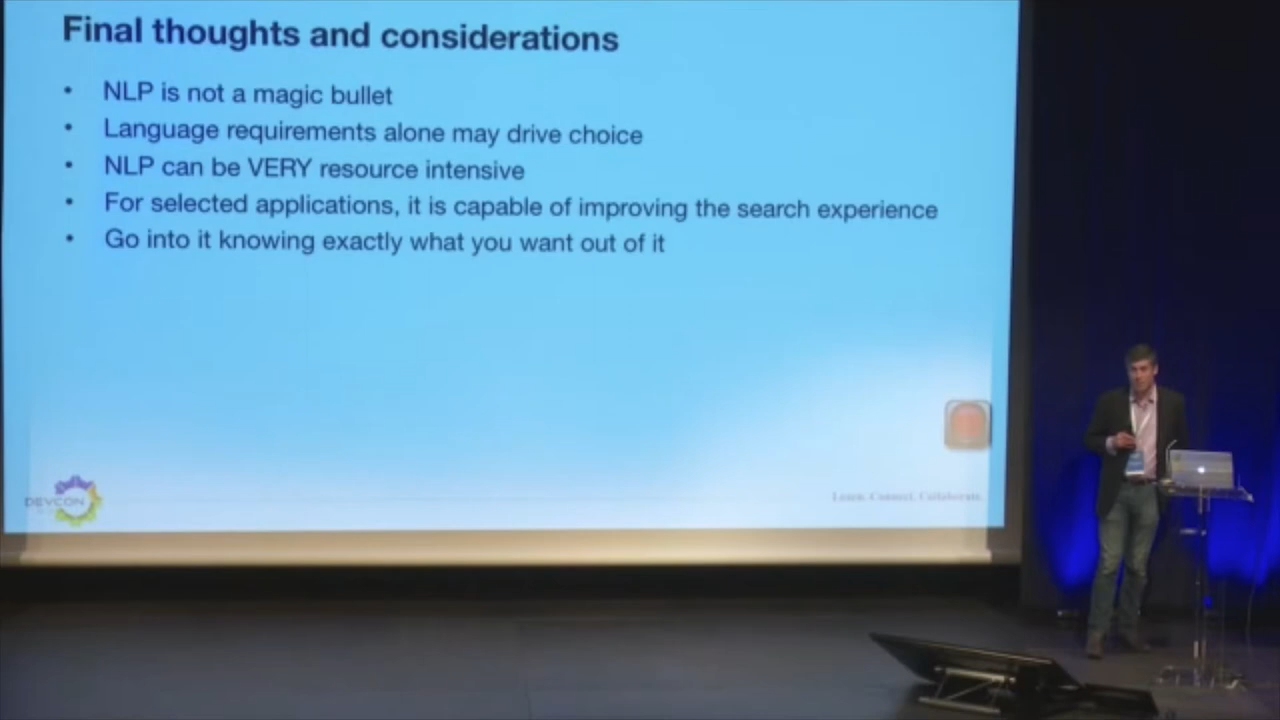 Final thoughts and considerations
• NLP is not a magic bullet
• Language requirements alone may drive choice
• NLP can be VERY resource intensive
• For selected applications, it is capable of improving the search experience
• Go into it knowing exactly what you want out of it
DEVCON
Learn. Connect. Collaborate.